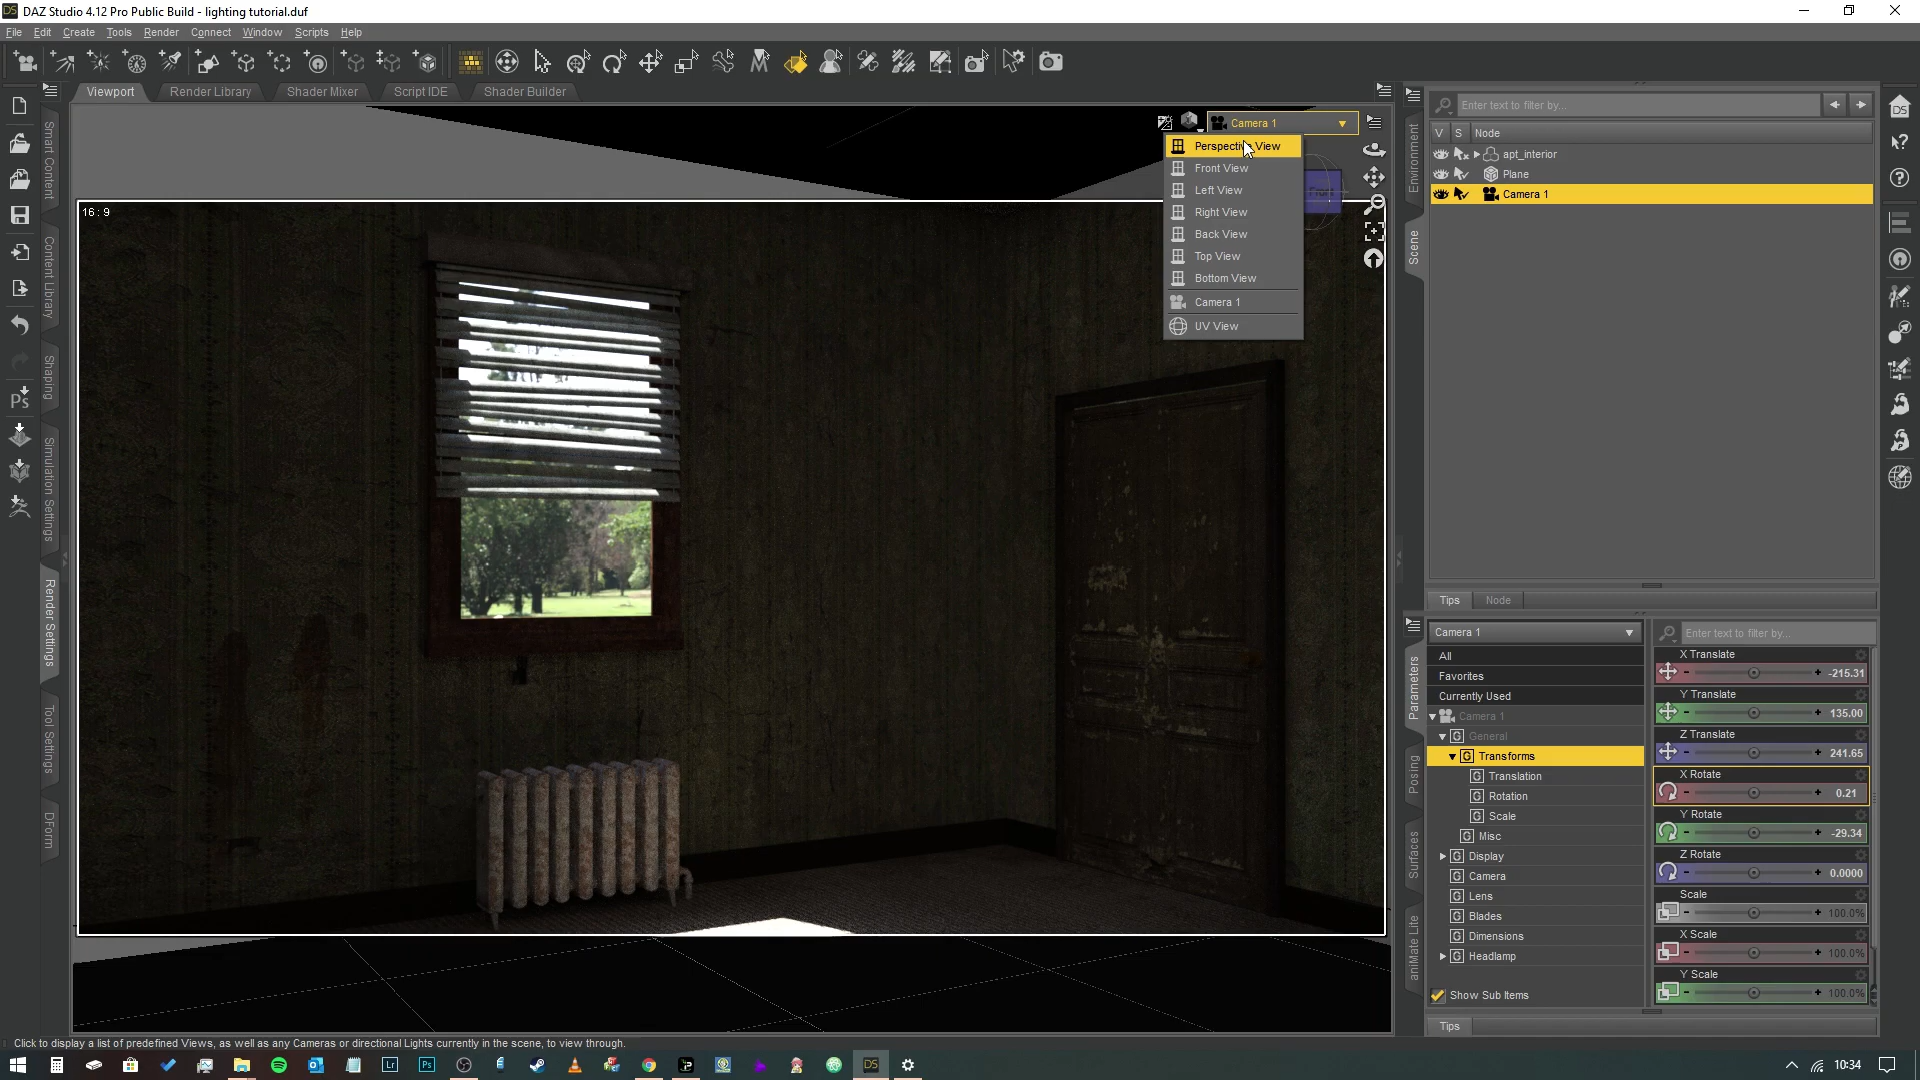 DAZ Studio 4.12 Pro Public Build - lighting tutorial.duf
File Edit Create Tools Render Connect Window Scripts Help
Viewport Render Library Shader Mixer Script IDE Shader Builder
Smart Content
Content Library
Shaping
Simulation Settings
Render Settings
Tool Settings
DForm
16 : 9
Camera 1
Perspective View
Front View
Left View
Right View
Back View
Top View
Bottom View
Camera 1
UV View
Front
Environment
Scene
Enter text to filter by...
V S Node
apt_interior
Plane
Camera 1
Tips Node
Parameters
Posing
Surfaces
aniMate Lite
Camera 1
All
Favorites
Currently Used
Camera 1
General
Transforms
Translation
Rotation
Scale
Misc
Display
Camera
Lens
Blades
Dimensions
Headlamp
Show Sub Items
Enter text to filter by...
X Translate
-215.31
Y Translate
135.00
Z Translate
241.65
X Rotate
0.21
Y Rotate
-29.34
Z Rotate
0.0000
Scale
100.0%
X Scale
100.0%
Y Scale
100.0%
Tips
Click to display a list of predefined Views, as well as any Cameras or directional Lights currently in the scene, to view through.
10:34